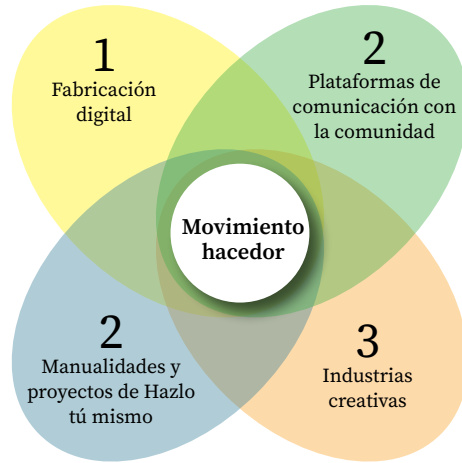 1
Fabricación
digital
2
Plataformas de
comunicación con
la comunidad
Movimiento
hacedor
2
Manualidades y
proyectos de Hazlo
tú mismo
3
Industrias
creativas